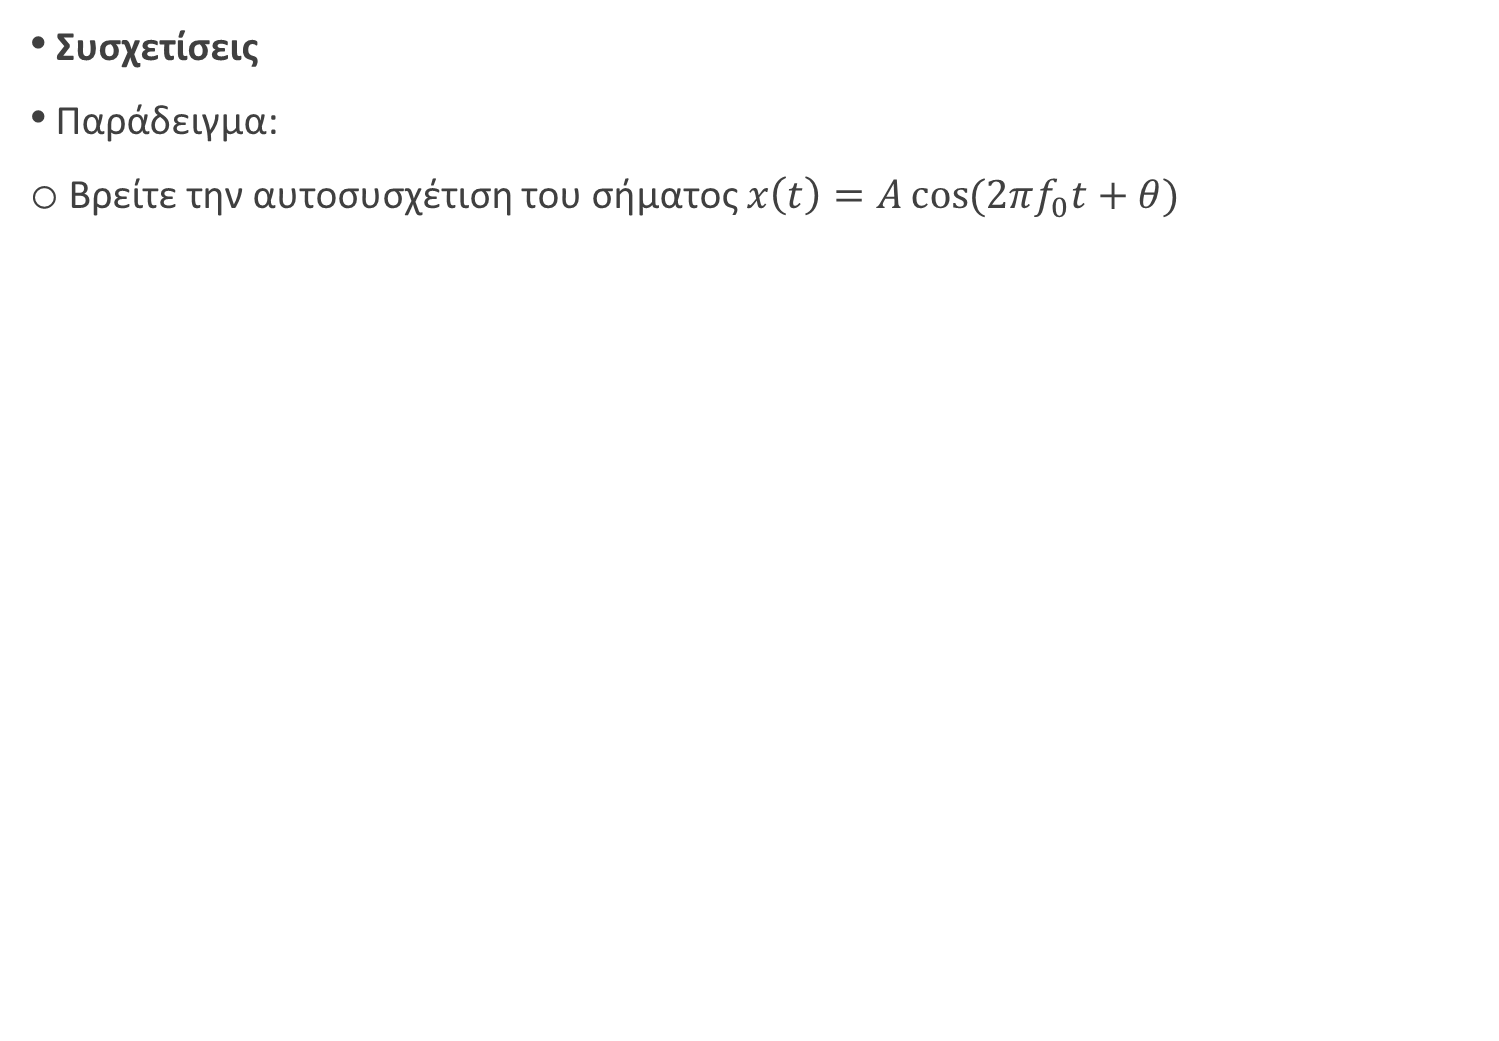 • Συσχετίσεις
• Παράδειγμα:
○ Βρείτε την αυτοσυσχέτιση του σήματος x(t) = A cos(2πf₀t + θ)